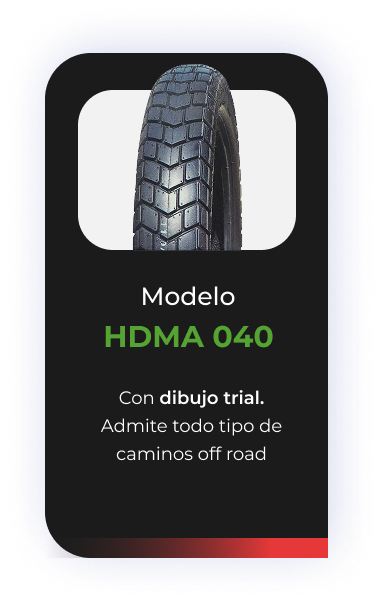 Modelo
HDMA 040
Con dibujo trial.
Admite todo tipo de
caminos off road